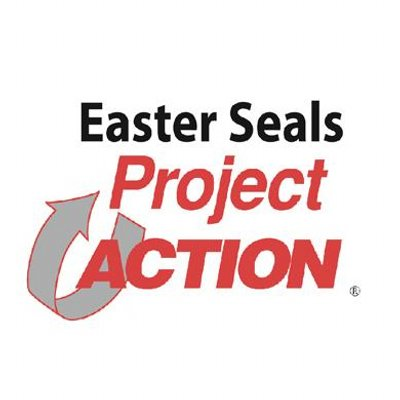 Easter Seals
Project
ACTION ®